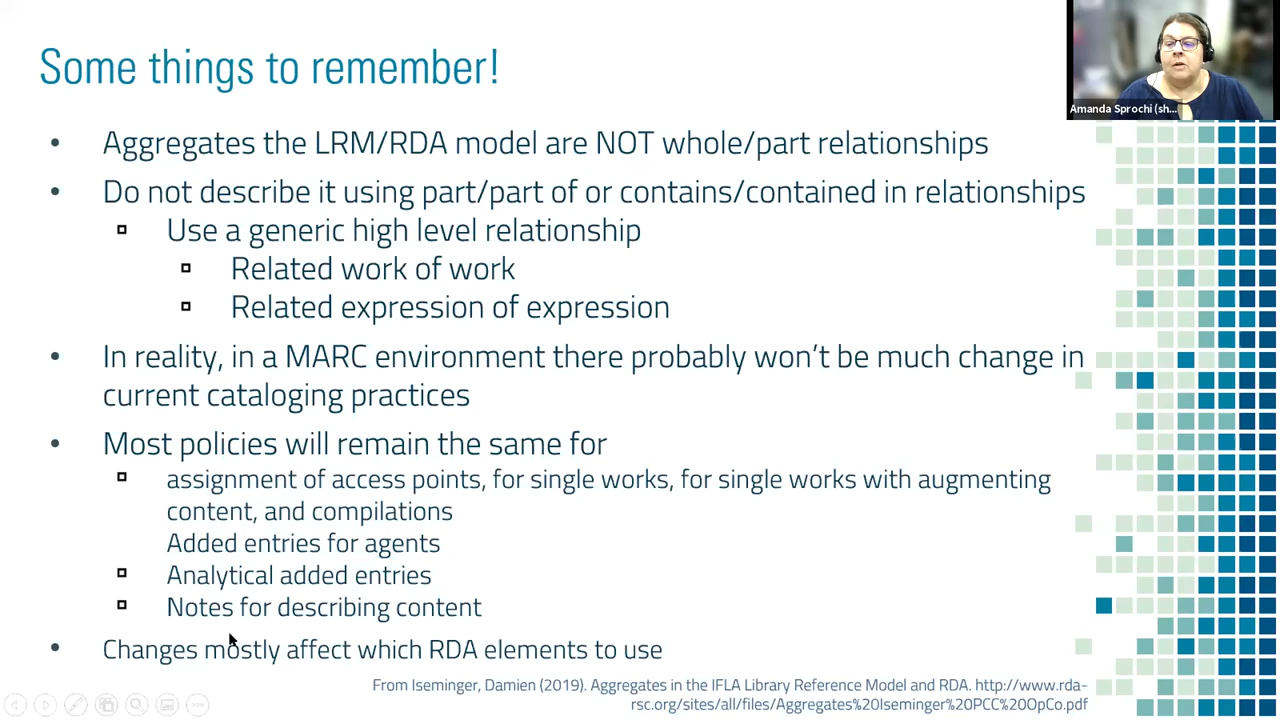 Some things to remember!
Amanda Sprochi (sh...
• Aggregates the LRM/RDA model are NOT whole/part relationships
• Do not describe it using part/part of or contains/contained in relationships
▫ Use a generic high level relationship
▫ Related work of work
▫ Related expression of expression
• In reality, in a MARC environment there probably won't be much change in
current cataloging practices
• Most policies will remain the same for
▫ assignment of access points, for single works, for single works with augmenting
content, and compilations
Added entries for agents
▫ Analytical added entries
▫ Notes for describing content
• Changes mostly affect which RDA elements to use
From Iseminger, Damien (2019). Aggregates in the IFLA Library Reference Model and RDA. http://www.rda-
rsc.org/sites/all/files/Aggregates%20Iseminger%20PCC%20OpCo.pdf